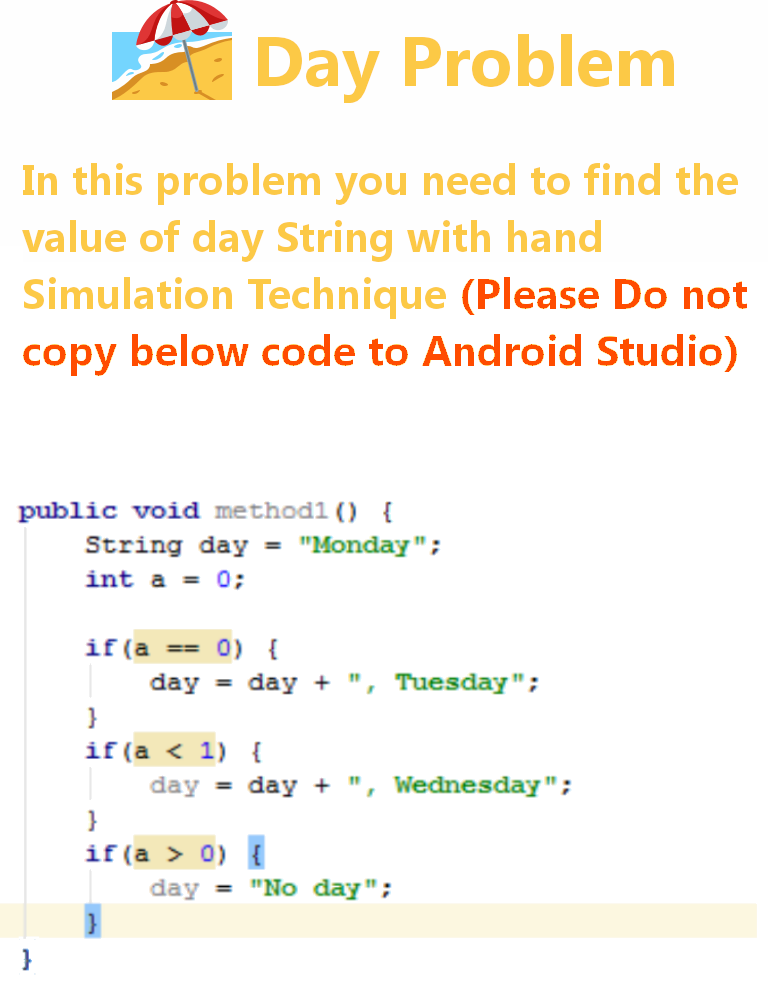 Day Problem
In this problem you need to find the
value of day String with hand
Simulation Technique (Please Do not
copy below code to Android Studio)
public void method1() {
    String day = "Monday";
    int a = 0;
    if(a == 0) {
        day = day + ", Tuesday";
    }
    if(a < 1) {
        day = day + ", Wednesday";
    }
    if(a > 0) {
        day = "No day";
    }
}